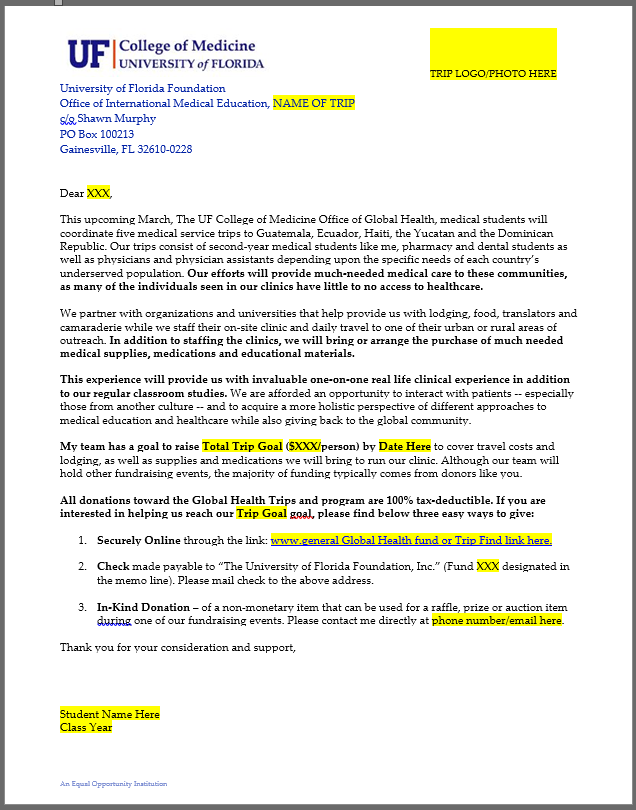 UF College of Medicine
UNIVERSITY of FLORIDA
TRIP LOGO/PHOTO HERE
University of Florida Foundation
Office of International Medical Education, NAME OF TRIP
c/o Shawn Murphy
PO Box 100213
Gainesville, FL 32610-0228
Dear XXX,
This upcoming March, The UF College of Medicine Office of Global Health, medical students will
coordinate five medical service trips to Guatemala, Ecuador, Haiti, the Yucatan and the Dominican
Republic. Our trips consist of second-year medical students like me, pharmacy and dental students as
well as physicians and physician assistants depending upon the specific needs of each country's
underserved population. Our efforts will provide much-needed medical care to these communities,
as many of the individuals seen in our clinics have little to no access to healthcare.
We partner with organizations and universities that help provide us with lodging, food, translators and
camaraderie while we staff their on-site clinic and daily travel to one of their urban or rural areas of
outreach. In addition to staffing the clinics, we will bring or arrange the purchase of much needed
medical supplies, medications and educational materials.
This experience will provide us with invaluable one-on-one real life clinical experience in addition
to our regular classroom studies. We are afforded an opportunity to interact with patients -- especially
those from another culture -- and to acquire a more holistic perspective of different approaches to
medical education and healthcare while also giving back to the global community.
My team has a goal to raise Total Trip Goal ($XXX/person) by Date Here to cover travel costs and
lodging, as well as supplies and medications we will bring to run our clinic. Although our team will
hold other fundraising events, the majority of funding typically comes from donors like you.
All donations toward the Global Health Trips and program are 100% tax-deductible. If you are
interested in helping us reach our Trip Goal goal, please find below three easy ways to give:
1. Securely Online through the link: www.general Global Health fund or Trip Find link here.
2. Check made payable to “The University of Florida Foundation, Inc.” (Fund XXX designated in
the memo line). Please mail check to the above address.
3. In-Kind Donation – of a non-monetary item that can be used for a raffle, prize or auction item
during one of our fundraising events. Please contact me directly at phone number/email here.
Thank you for your consideration and support,
Student Name Here
Class Year
An Equal Opportunity Institution